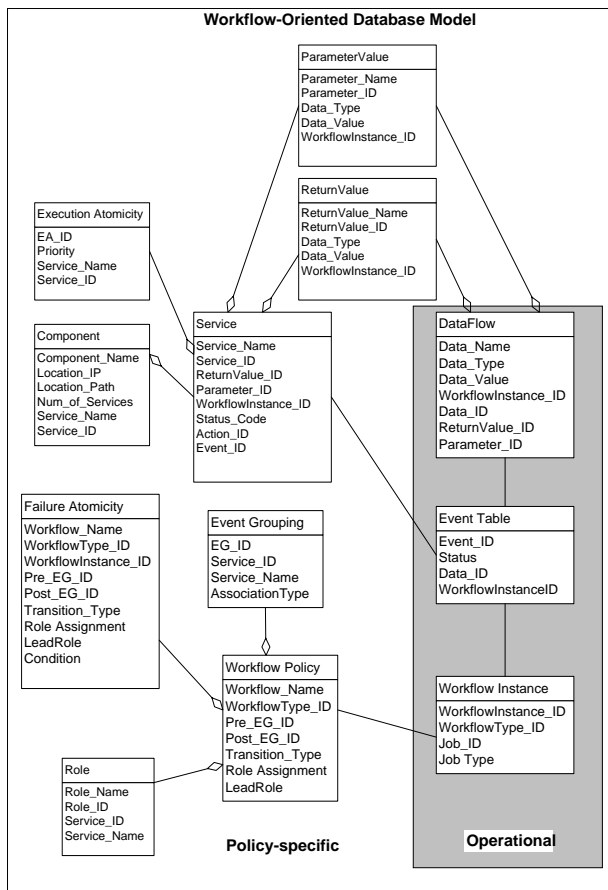 Workflow-Oriented Database Model
ParameterValue
Parameter_Name
Parameter_ID
Data_Type
Data_Value
WorkflowInstance_ID
ReturnValue
ReturnValue_Name
ReturnValue_ID
Data_Type
Data_Value
WorkflowInstance_ID
Execution Atomicity
EA_ID
Priority
Service_Name
Service_ID
Component
Component_Name
Location_IP
Location_Path
Num_of_Services
Service_Name
Service_ID
Service
Service_Name
Service_ID
ReturnValue_ID
Parameter_ID
WorkflowInstance_ID
Status_Code
Action_ID
Event_ID
DataFlow
Data_Name
Data_Type
Data_Value
WorkflowInstance_ID
Data_ID
ReturnValue_ID
Parameter_ID
Failure Atomicity
Workflow_Name
WorkflowType_ID
WorkflowInstance_ID
Pre_EG_ID
Post_EG_ID
Transition_Type
Role Assignment
LeadRole
Condition
Event Grouping
EG_ID
Service_ID
Service_Name
AssociationType
Event Table
Event_ID
Status
Data_ID
WorkflowInstanceID
Workflow Policy
Workflow_Name
WorkflowType_ID
Pre_EG_ID
Post_EG_ID
Transition_Type
Role Assignment
LeadRole
Workflow Instance
WorkflowInstance_ID
WorkflowType_ID
Job_ID
Job Type
Role
Role_Name
Role_ID
Service_ID
Service_Name
Policy-specific
Operational